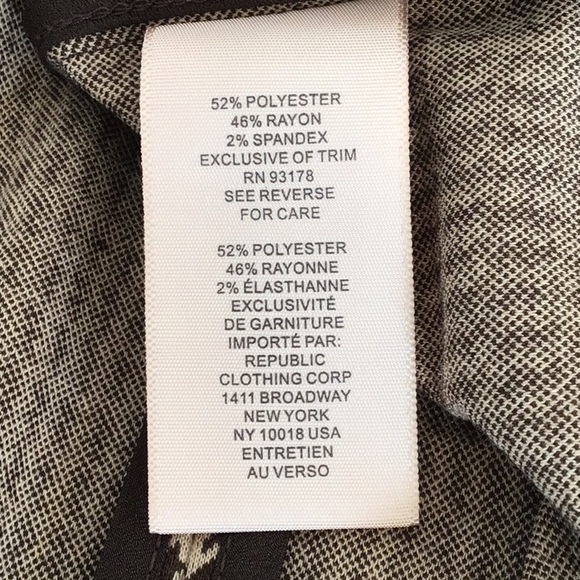 52% POLYESTER
46% RAYON
2% SPANDEX
EXCLUSIVE OF TRIM
RN 93178
SEE REVERSE
FOR CARE
52% POLYESTER
46% RAYONNE
2% ÉLASTHANNE
EXCLUSIVITÉ
DE GARNITURE
IMPORTÉ PAR:
REPUBLIC
CLOTHING CORP
1411 BROADWAY
NEW YORK
NY 10018 USA
ENTRETIEN
AU VERSO